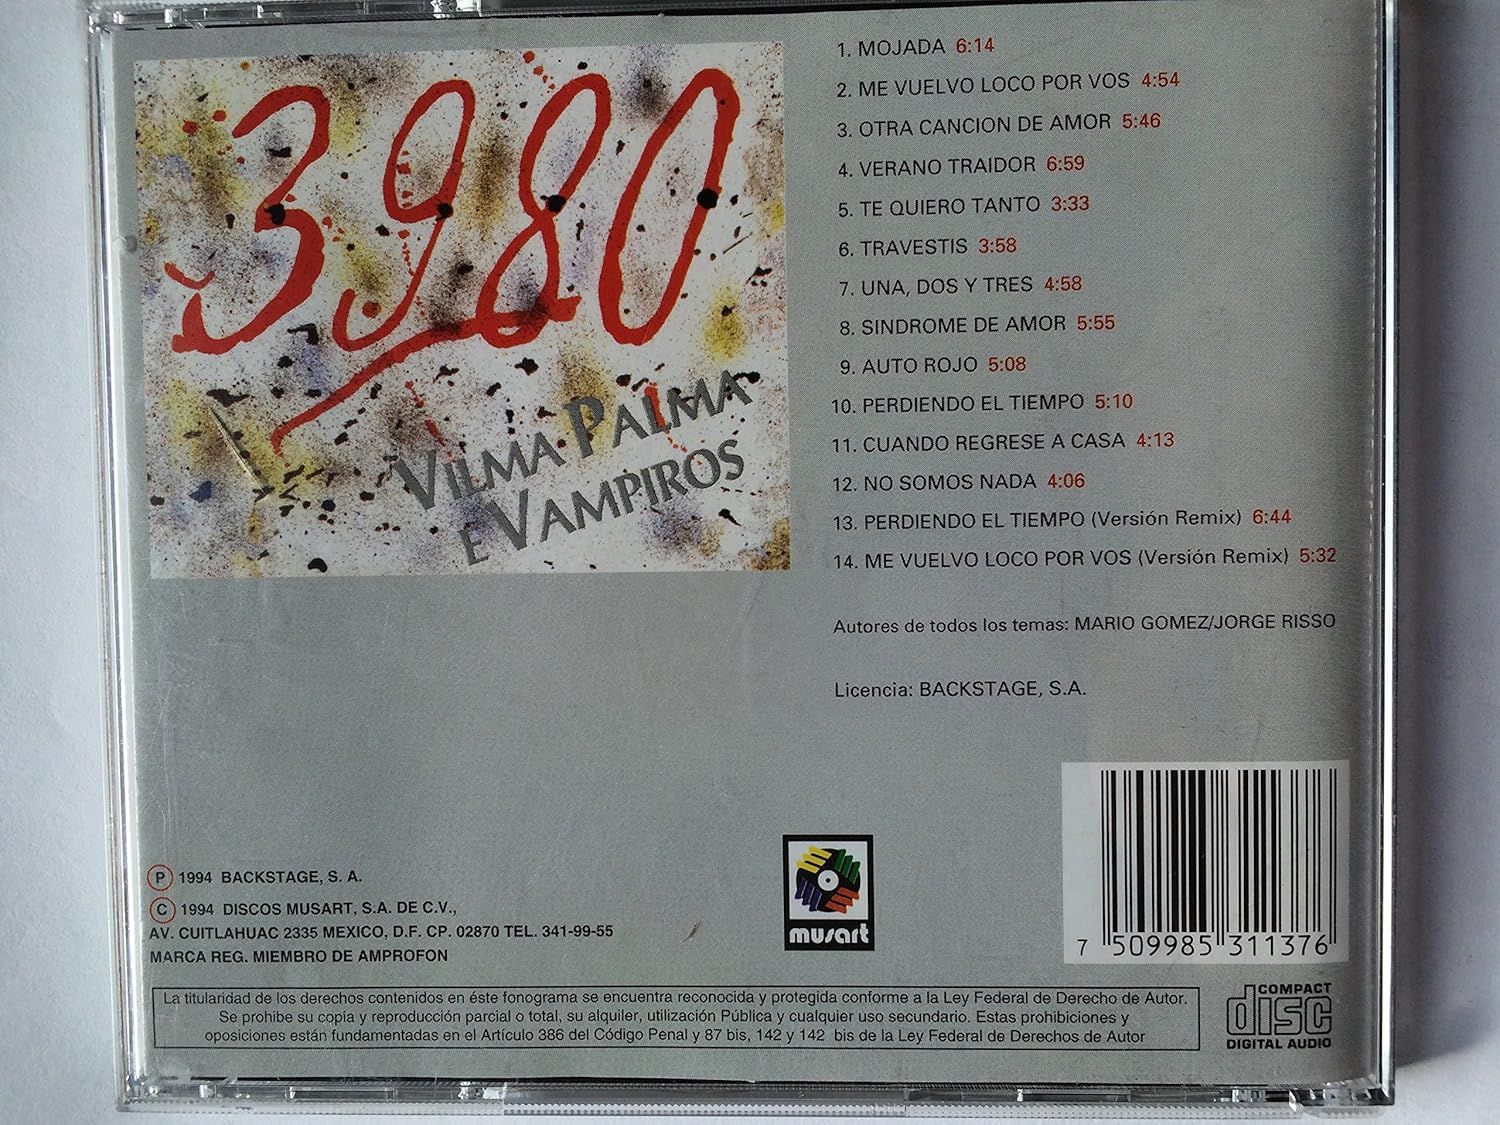 3980
VILMA PALMA
E VAMPIROS
1. MOJADA 6:14
2. ME VUELVO LOCO POR VOS 4:54
3. OTRA CANCION DE AMOR 5:46
4. VERANO TRAIDOR 6:59
5. TE QUIERO TANTO 3:33
6. TRAVESTIS 3:58
7. UNA, DOS Y TRES 4:58
8. SINDROME DE AMOR 5:55
9. AUTO ROJO 5:08
10. PERDIENDO EL TIEMPO 5:10
11. CUANDO REGRESE A CASA 4:13
12. NO SOMOS NADA 4:06
13. PERDIENDO EL TIEMPO (Versión Remix) 6:44
14. ME VUELVO LOCO POR VOS (Versión Remix) 5:32
Autores de todos los temas: MARIO GOMEZ/JORGE RISSO
Licencia: BACKSTAGE, S.A.
Ⓟ 1994 BACKSTAGE, S. A.
© 1994 DISCOS MUSART, S.A. DE C.V.,
AV. CUITLAHUAC 2335 MEXICO, D.F. CP. 02870 TEL. 341-99-55
MARCA REG. MIEMBRO DE AMPROFON
musart
7 509985 311376
La titularidad de los derechos contenidos en éste fonograma se encuentra reconocida y protegida conforme a la Ley Federal de Derecho de Autor.
Se prohibe su copia y reproducción parcial o total, su alquiler, utilización Pública y cualquier uso secundario. Estas prohibiciones y
oposiciones están fundamentadas en el Artículo 386 del Código Penal y 87 bis, 142 y 142 bis de la Ley Federal de Derechos de Autor
COMPACT
disc
DIGITAL AUDIO